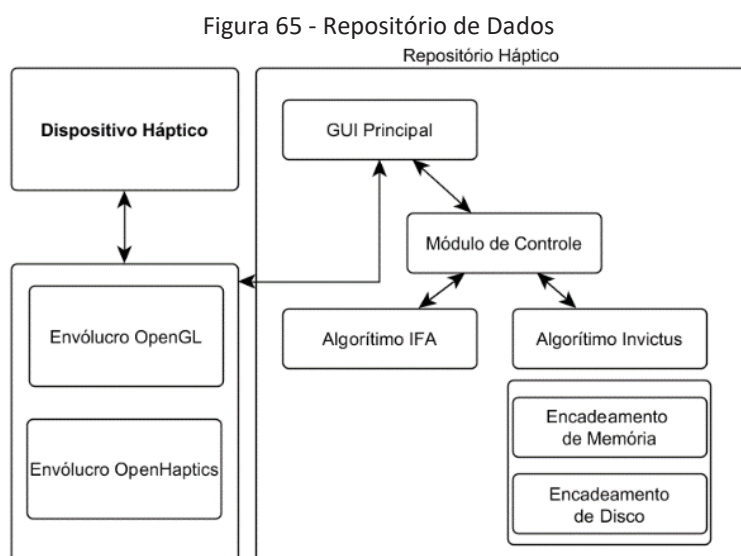 Figura 65 - Repositório de Dados
Repositório Háptico
Dispositivo Háptico
GUI Principal
Módulo de Controle
Envólucro OpenGL
Algorítimo IFA
Algorítimo Invictus
Encadeamento
de Memória
Envólucro OpenHaptics
Encadeamento
de Disco